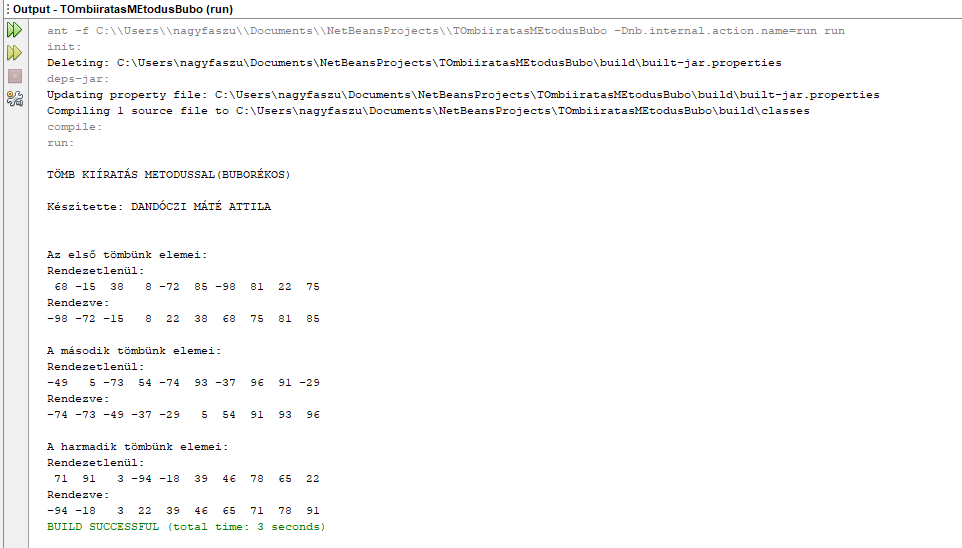 Output - TOmbiiratasMEtodusBubo (run)
ant -f C:\\Users\\nagyfaszu\\Documents\\NetBeansProjects\\TOmbiiratasMEtodusBubo -Dnb.internal.action.name=run run
init:
Deleting: C:\Users\nagyfaszu\Documents\NetBeansProjects\TOmbiiratasMEtodusBubo\build\built-jar.properties
deps-jar:
Updating property file: C:\Users\nagyfaszu\Documents\NetBeansProjects\TOmbiiratasMEtodusBubo\build\built-jar.properties
Compiling 1 source file to C:\Users\nagyfaszu\Documents\NetBeansProjects\TOmbiiratasMEtodusBubo\build\classes
compile:
run:
TÖMB KIÍRATÁS METODUSSAL(BUBORÉKOS)
Készítette: DANDÓCZI MÁTÉ ATTILA
Az első tömbünk elemei:
Rendezetlenül:
68 -15 38 8 -72 85 -98 81 22 75
Rendezve:
-98 -72 -15 8 22 38 68 75 81 85
A második tömbünk elemei:
Rendezetlenül:
-49 5 -73 54 -74 93 -37 96 91 -29
Rendezve:
-74 -73 -49 -37 -29 5 54 91 93 96
A harmadik tömbünk elemei:
Rendezetlenül:
71 91 3 -94 -18 39 46 78 65 22
Rendezve:
-94 -18 3 22 39 46 65 71 78 91
BUILD SUCCESSFUL (total time: 3 seconds)